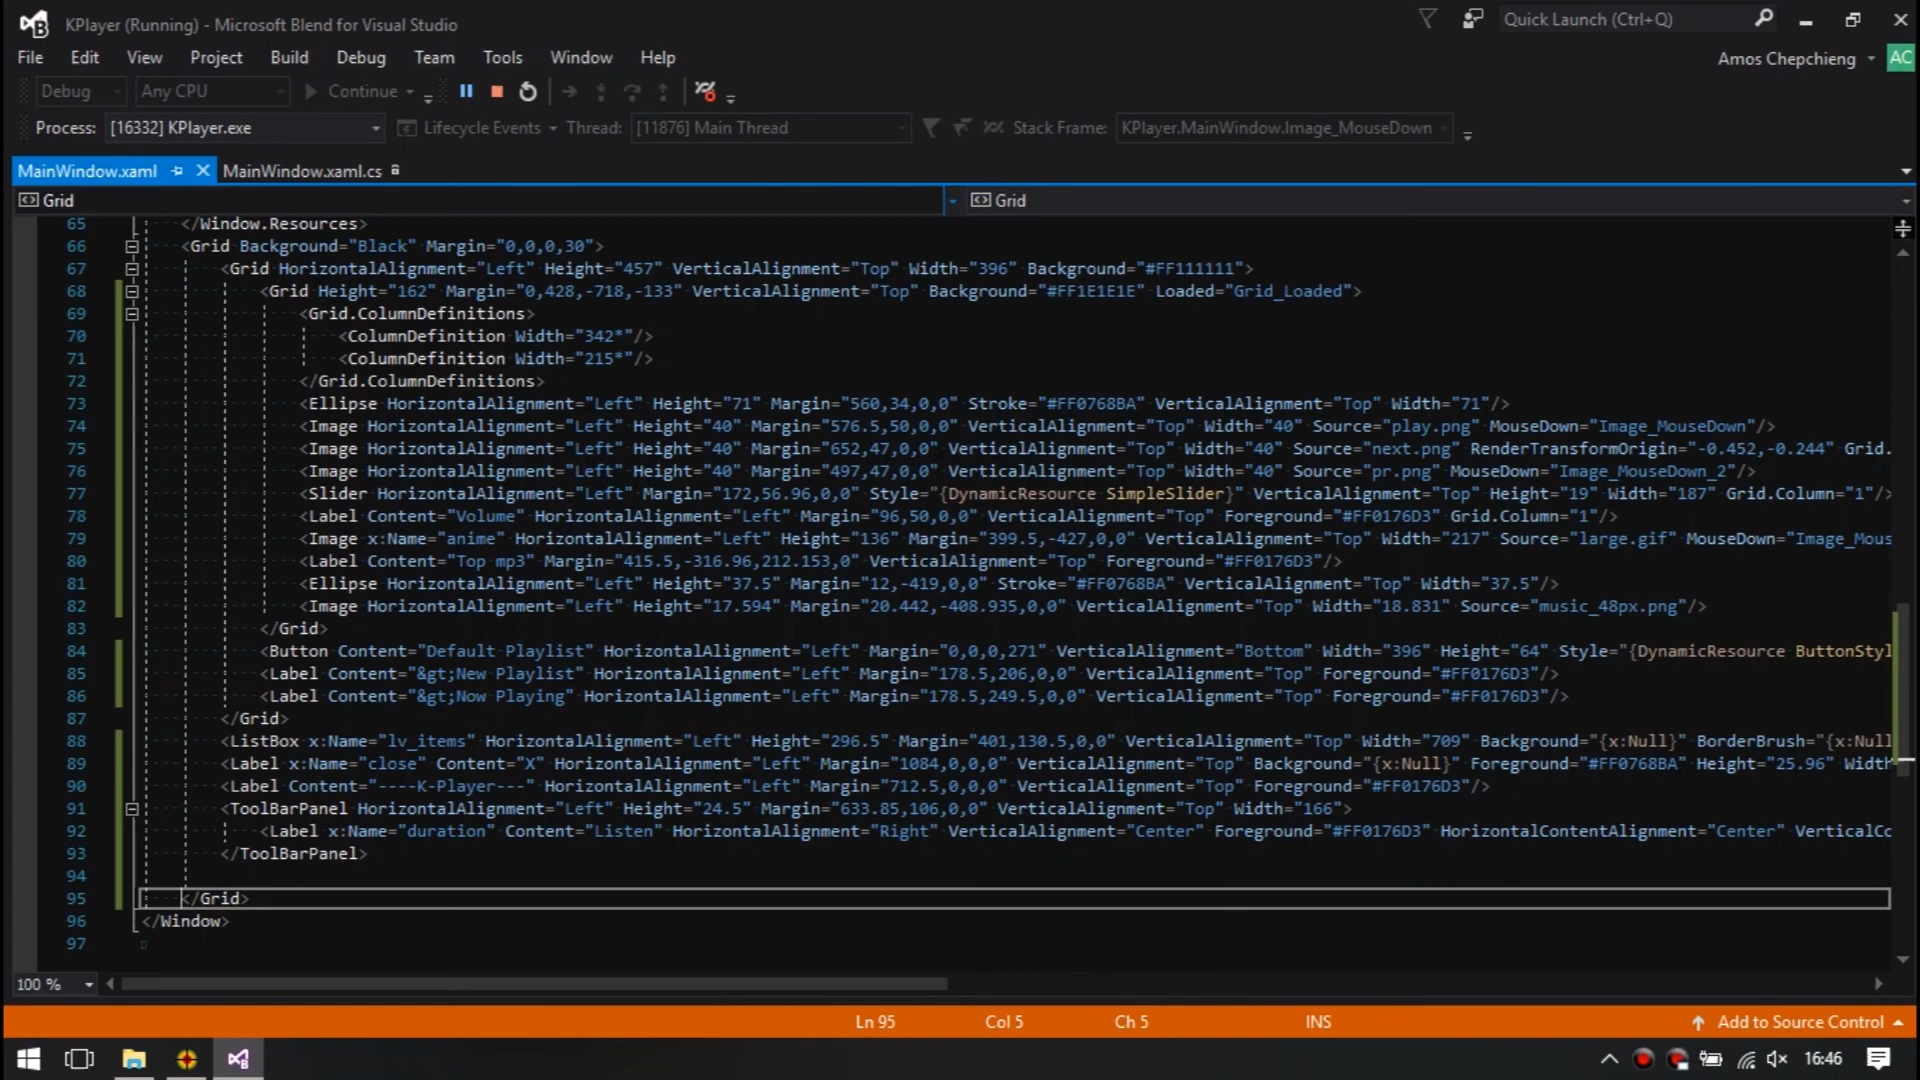 KPlayer (Running) - Microsoft Blend for Visual Studio
Quick Launch (Ctrl+Q)
File Edit View Project Build Debug Team Tools Window Help
Amos Chepchieng AC
Debug Any CPU Continue
Process: [16332] KPlayer.exe Lifecycle Events Thread: [11876] Main Thread Stack Frame: KPlayer.MainWindow.Image_MouseDown
MainWindow.xaml MainWindow.xaml.cs
Grid Grid
65 </Window.Resources>
66 <Grid Background="Black" Margin="0,0,0,30">
67 <Grid HorizontalAlignment="Left" Height="457" VerticalAlignment="Top" Width="396" Background="#FF111111">
68 <Grid Height="162" Margin="0,428,-718,-133" VerticalAlignment="Top" Background="#FF1E1E1E" Loaded="Grid_Loaded">
69 <Grid.ColumnDefinitions>
70 <ColumnDefinition Width="342*"/>
71 <ColumnDefinition Width="215*"/>
72 </Grid.ColumnDefinitions>
73 <Ellipse HorizontalAlignment="Left" Height="71" Margin="560,34,0,0" Stroke="#FF0768BA" VerticalAlignment="Top" Width="71"/>
74 <Image HorizontalAlignment="Left" Height="40" Margin="576.5,50,0,0" VerticalAlignment="Top" Width="40" Source="play.png" MouseDown="Image_MouseDown"/>
75 <Image HorizontalAlignment="Left" Height="40" Margin="652,47,0,0" VerticalAlignment="Top" Width="40" Source="next.png" RenderTransformOrigin="-0.452,-0.244" Grid.
76 <Image HorizontalAlignment="Left" Height="40" Margin="497,47,0,0" VerticalAlignment="Top" Width="40" Source="pr.png" MouseDown="Image_MouseDown_2"/>
77 <Slider HorizontalAlignment="Left" Margin="172,56.96,0,0" Style="{DynamicResource SimpleSlider}" VerticalAlignment="Top" Height="19" Width="187" Grid.Column="1"/>
78 <Label Content="Volume" HorizontalAlignment="Left" Margin="96,50,0,0" VerticalAlignment="Top" Foreground="#FF0176D3" Grid.Column="1"/>
79 <Image x:Name="anime" HorizontalAlignment="Left" Height="136" Margin="399.5,-427,0,0" VerticalAlignment="Top" Width="217" Source="large.gif" MouseDown="Image_Mous
80 <Label Content="Top mp3" Margin="415.5,-316.96,212.153,0" VerticalAlignment="Top" Foreground="#FF0176D3"/>
81 <Ellipse HorizontalAlignment="Left" Height="37.5" Margin="12,-419,0,0" Stroke="#FF0768BA" VerticalAlignment="Top" Width="37.5"/>
82 <Image HorizontalAlignment="Left" Height="17.594" Margin="20.442,-408.935,0,0" VerticalAlignment="Top" Width="18.831" Source="music_48px.png"/>
83 </Grid>
84 <Button Content="Default Playlist" HorizontalAlignment="Left" Margin="0,0,0,271" VerticalAlignment="Bottom" Width="396" Height="64" Style="{DynamicResource ButtonStyl
85 <Label Content="&gt;New Playlist" HorizontalAlignment="Left" Margin="178.5,206,0,0" VerticalAlignment="Top" Foreground="#FF0176D3"/>
86 <Label Content="&gt;Now Playing" HorizontalAlignment="Left" Margin="178.5,249.5,0,0" VerticalAlignment="Top" Foreground="#FF0176D3"/>
87 </Grid>
88 <ListBox x:Name="lv_items" HorizontalAlignment="Left" Height="296.5" Margin="401,130.5,0,0" VerticalAlignment="Top" Width="709" Background="{x:Null}" BorderBrush="{x:Null
89 <Label x:Name="close" Content="X" HorizontalAlignment="Left" Margin="1084,0,0,0" VerticalAlignment="Top" Background="{x:Null}" Foreground="#FF0768BA" Height="25.96" Width
90 <Label Content="----K-Player---" HorizontalAlignment="Left" Margin="712.5,0,0,0" VerticalAlignment="Top" Foreground="#FF0176D3"/>
91 <ToolBarPanel HorizontalAlignment="Left" Height="24.5" Margin="633.85,106,0,0" VerticalAlignment="Top" Width="166">
92 <Label x:Name="duration" Content="Listen" HorizontalAlignment="Right" VerticalAlignment="Center" Foreground="#FF0176D3" HorizontalContentAlignment="Center" VerticalCo
93 </ToolBarPanel>
94
95 </Grid>
96 </Window>
97
100 %
Ln 95 Col 5 Ch 5 INS Add to Source Control
16:46